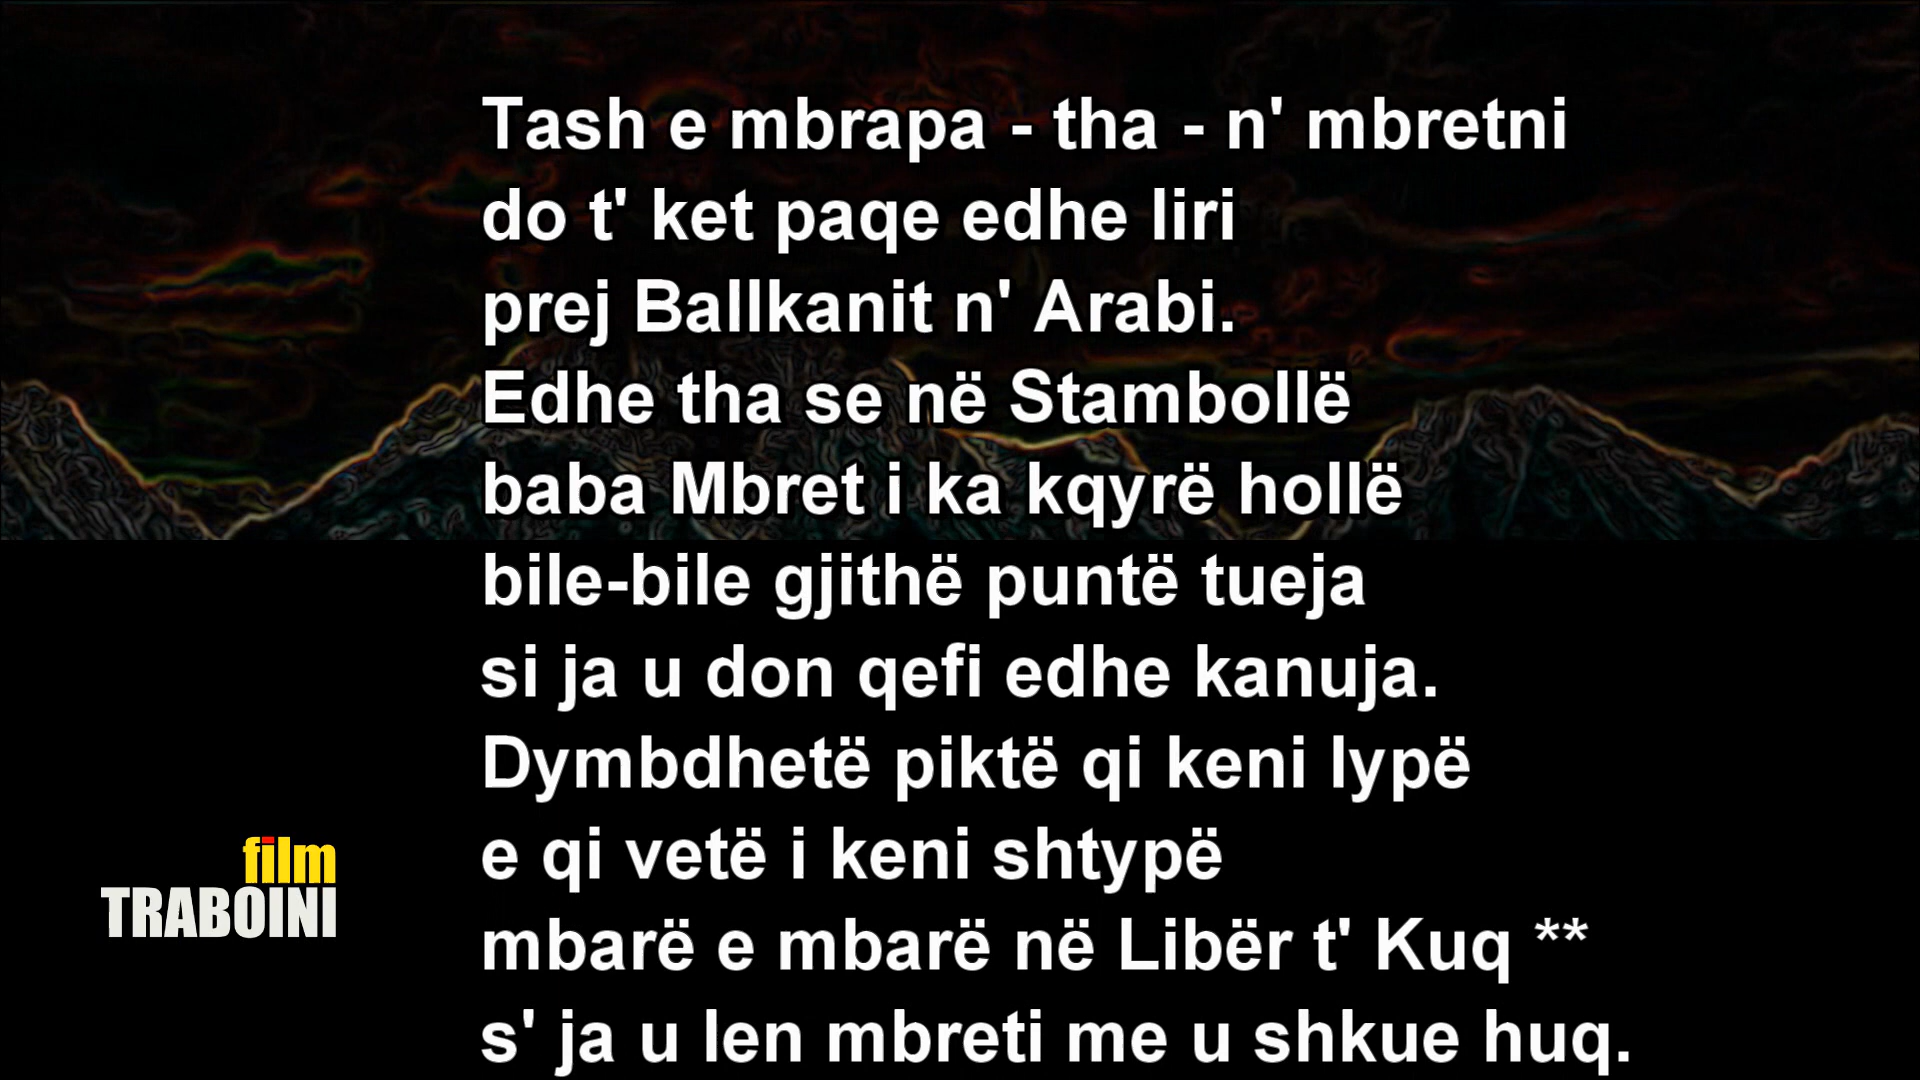 Tash e mbrapa - tha - n' mbretni
do t' ket paqe edhe liri
prej Ballkanit n' Arabi.
Edhe tha se në Stambollë
baba Mbret i ka kqyrë hollë
bile-bile gjithë puntë tueja
si ja u don qefi edhe kanuja.
Dymbdhetë piktë qi keni lypë
e qi vetë i keni shtypë
mbarë e mbarë në Libër t' Kuq **
s' ja u len mbreti me u shkue huq.
film
TRABOINI